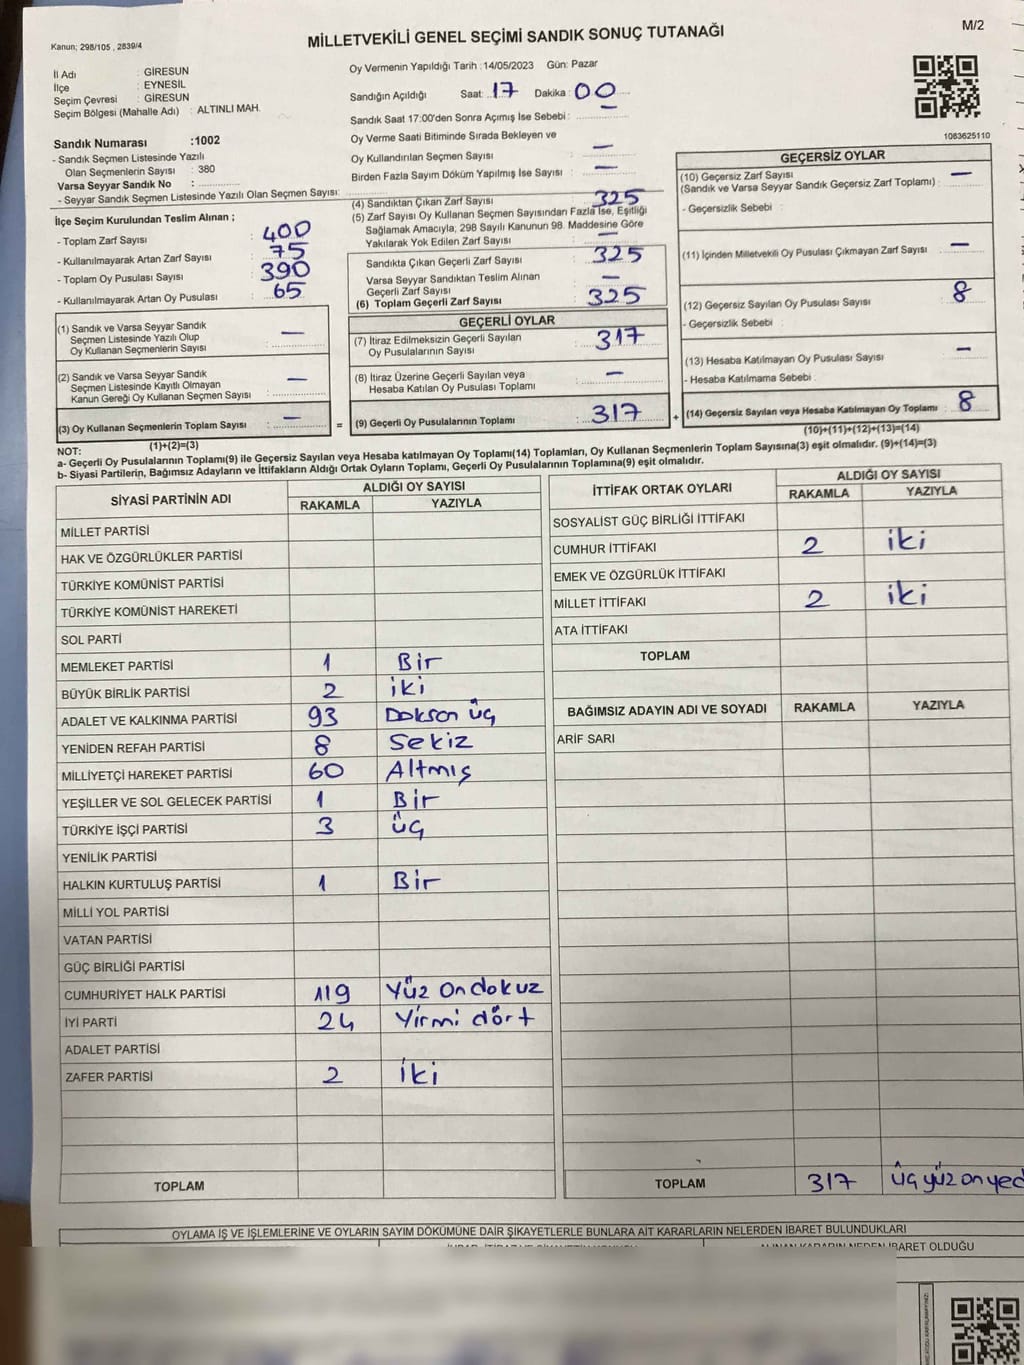 Kanun; 298/105 , 2839/4
MİLLETVEKİLİ GENEL SEÇİMİ SANDIK SONUÇ TUTANAĞI
M/2
İl Adı : GİRESUN
İlçe : EYNESİL
Seçim Çevresi : GİRESUN
Seçim Bölgesi (Mahalle Adı) : ALTINLI MAH.
Oy Vermenin Yapıldığı Tarih :14/05/2023 Gün: Pazar
Sandığın Açıldığı Saat: 17 Dakika : 00
Sandık Saat 17:00'den Sonra Açımış İse Sebebi : —
Oy Verme Saati Bitiminde Sırada Bekleyen ve
Oy Kullandırılan Seçmen Sayısı : —
Birden Fazla Sayım Döküm Yapılmış İse Sayısı : —
1063625110
Sandık Numarası :1002
- Sandık Seçmen Listesinde Yazılı
Olan Seçmenlerin Sayısı : 380
Varsa Seyyar Sandık No :
- Seyyar Sandık Seçmen Listesinde Yazılı Olan Seçmen Sayısı:
İlçe Seçim Kurulundan Teslim Alınan ;
- Toplam Zarf Sayısı : 400
- Kullanılmayarak Artan Zarf Sayısı : 75
- Toplam Oy Pusulası Sayısı : 390
- Kullanılmayarak Artan Oy Pusulası : 65
(4) Sandıktan Çıkan Zarf Sayısı : 325
(5) Zarf Sayısı Oy Kullanan Seçmen Sayısından Fazla İse, Eşitliği
Sağlamak Amacıyla; 298 Sayılı Kanunun 98. Maddesine Göre
Yakılarak Yok Edilen Zarf Sayısı : —
Sandıkta Çıkan Geçerli Zarf Sayısı : 325
Varsa Seyyar Sandıktan Teslim Alınan
Geçerli Zarf Sayısı : —
(6) Toplam Geçerli Zarf Sayısı : 325
GEÇERSİZ OYLAR
(10) Geçersiz Zarf Sayısı
(Sandık ve Varsa Seyyar Sandık Geçersiz Zarf Toplamı) : —
- Geçersizlik Sebebi :
(11) İçinden Milletvekili Oy Pusulası Çıkmayan Zarf Sayısı : —
(12) Geçersiz Sayılan Oy Pusulası Sayısı : 8
- Geçersizlik Sebebi :
(13) Hesaba Katılmayan Oy Pusulası Sayısı : —
- Hesaba Katılmama Sebebi :
(14) Geçersiz Sayılan veya Hesaba Katılmayan Oy Toplamı : 8
(10)+(11)+(12)+(13)=(14)
(1) Sandık ve Varsa Seyyar Sandık
Seçmen Listesinde Yazılı Olup
Oy Kullanan Seçmenlerin Sayısı : —
(2) Sandık ve Varsa Seyyar Sandık
Seçmen Listesinde Kayıtlı Olmayan
Kanun Gereği Oy Kullanan Seçmen Sayısı : —
(3) Oy Kullanan Seçmenlerin Toplam Sayısı : —
(1)+(2)=(3)
=
GEÇERLİ OYLAR
(7) İtiraz Edilmeksizin Geçerli Sayılan
Oy Pusulalarının Sayısı : 317
(8) İtiraz Üzerine Geçerli Sayılan veya
Hesaba Katılan Oy Pusulası Toplamı : —
(9) Geçerli Oy Pusulalarının Toplamı : 317
+
NOT:
a- Geçerli Oy Pusulalarının Toplamı(9) ile Geçersiz Sayılan veya Hesaba katılmayan Oy Toplamı(14) Toplamları, Oy Kullanan Seçmenlerin Toplam Sayısına(3) eşit olmalıdır. (9)+(14)=(3)
b- Siyasi Partilerin, Bağımsız Adayların ve İttifakların Aldığı Ortak Oyların Toplamı, Geçerli Oy Pusulalarının Toplamına(9) eşit olmalıdır.
SİYASİ PARTİNİN ADI ALDIĞI OY SAYISI
RAKAMLA YAZIYLA
MİLLET PARTİSİ
HAK VE ÖZGÜRLÜKLER PARTİSİ
TÜRKİYE KOMÜNİST PARTİSİ
TÜRKİYE KOMÜNİST HAREKETİ
SOL PARTİ
MEMLEKET PARTİSİ 1 Bir
BÜYÜK BİRLİK PARTİSİ 2 iki
ADALET VE KALKINMA PARTİSİ 93 Doksan üç
YENİDEN REFAH PARTİSİ 8 Sekiz
MİLLİYETÇİ HAREKET PARTİSİ 60 Altmış
YEŞİLLER VE SOL GELECEK PARTİSİ 1 Bir
TÜRKİYE İŞÇİ PARTİSİ 3 üç
YENİLİK PARTİSİ
HALKIN KURTULUŞ PARTİSİ 1 Bir
MİLLİ YOL PARTİSİ
VATAN PARTİSİ
GÜÇ BİRLİĞİ PARTİSİ
CUMHURİYET HALK PARTİSİ 119 Yüz Ondokuz
İYİ PARTİ 24 Yirmi dört
ADALET PARTİSİ
ZAFER PARTİSİ 2 İki
TOPLAM
İTTİFAK ORTAK OYLARI ALDIĞI OY SAYISI
RAKAMLA YAZIYLA
SOSYALİST GÜÇ BİRLİĞİ İTTİFAKI
CUMHUR İTTİFAKI 2 iki
EMEK VE ÖZGÜRLÜK İTTİFAKI
MİLLET İTTİFAKI 2 iki
ATA İTTİFAKI
TOPLAM
BAĞIMSIZ ADAYIN ADI VE SOYADI RAKAMLA YAZIYLA
ARİF SARI
TOPLAM 317 üç yüz on yed
OYLAMA İŞ VE İŞLEMLERİNE VE OYLARIN SAYIM DÖKÜMÜNE DAİR ŞİKAYETLERLE BUNLARA AİT KARARLARIN NELERDEN İBARET BULUNDUKLARI
ALINAN KARARIN NEDEN İBARET OLDUĞU